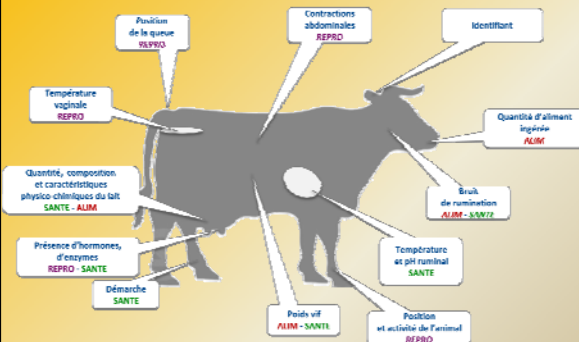 Position
de la queue
REPRO
Contractions
abdominales
REPRO
Identifiant
Température
vaginale
REPRO
Quantité d'aliment
ingérée
ALIM
Quantité, composition
et caractéristiques
physico-chimiques du lait
SANTE - ALIM
Bruit
de rumination
ALIM - SANTE
Présence d'hormones,
d'enzymes
REPRO - SANTE
Température
et pH ruminal
SANTE
Démarche
SANTE
Poids vif
ALIM - SANTE
Position
et activité de l'animal
REPRO